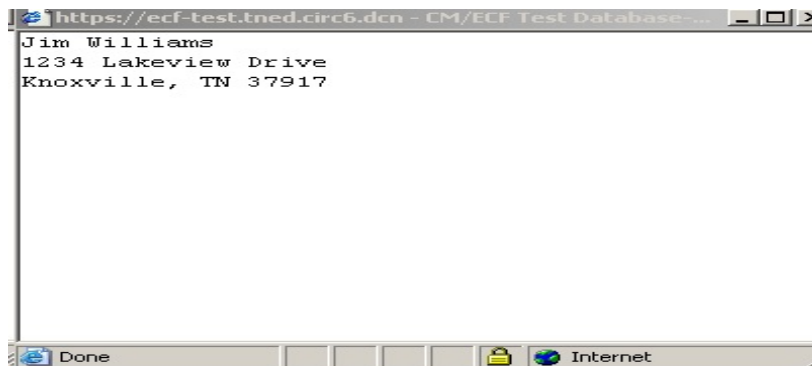 https://ecf-test.tned.circ6.dcn - CM/ECF Test Database-...
Jim Williams
1234 Lakeview Drive
Knoxville, TN 37917
Done
Internet